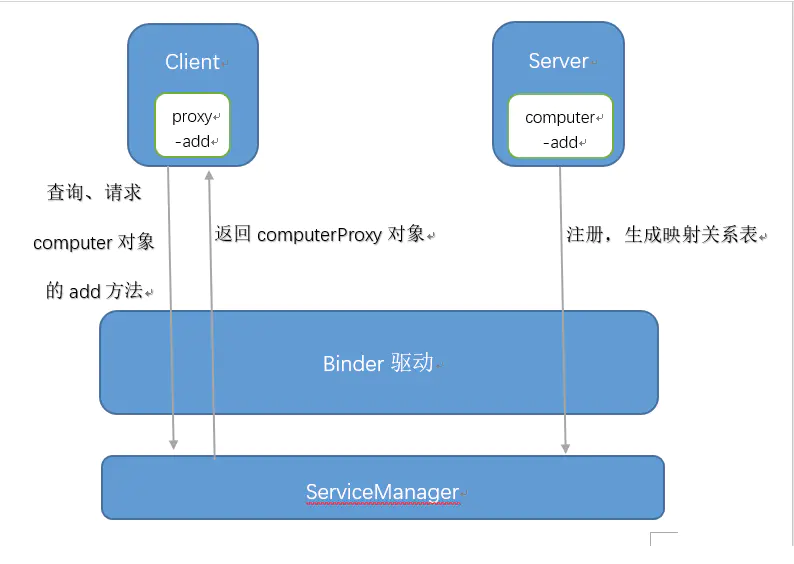 Client
Server
proxy
-add
computer
-add
查询、请求
computer 对象
的 add 方法
返回 computerProxy 对象
注册，生成映射关系表
Binder 驱动
ServiceManager